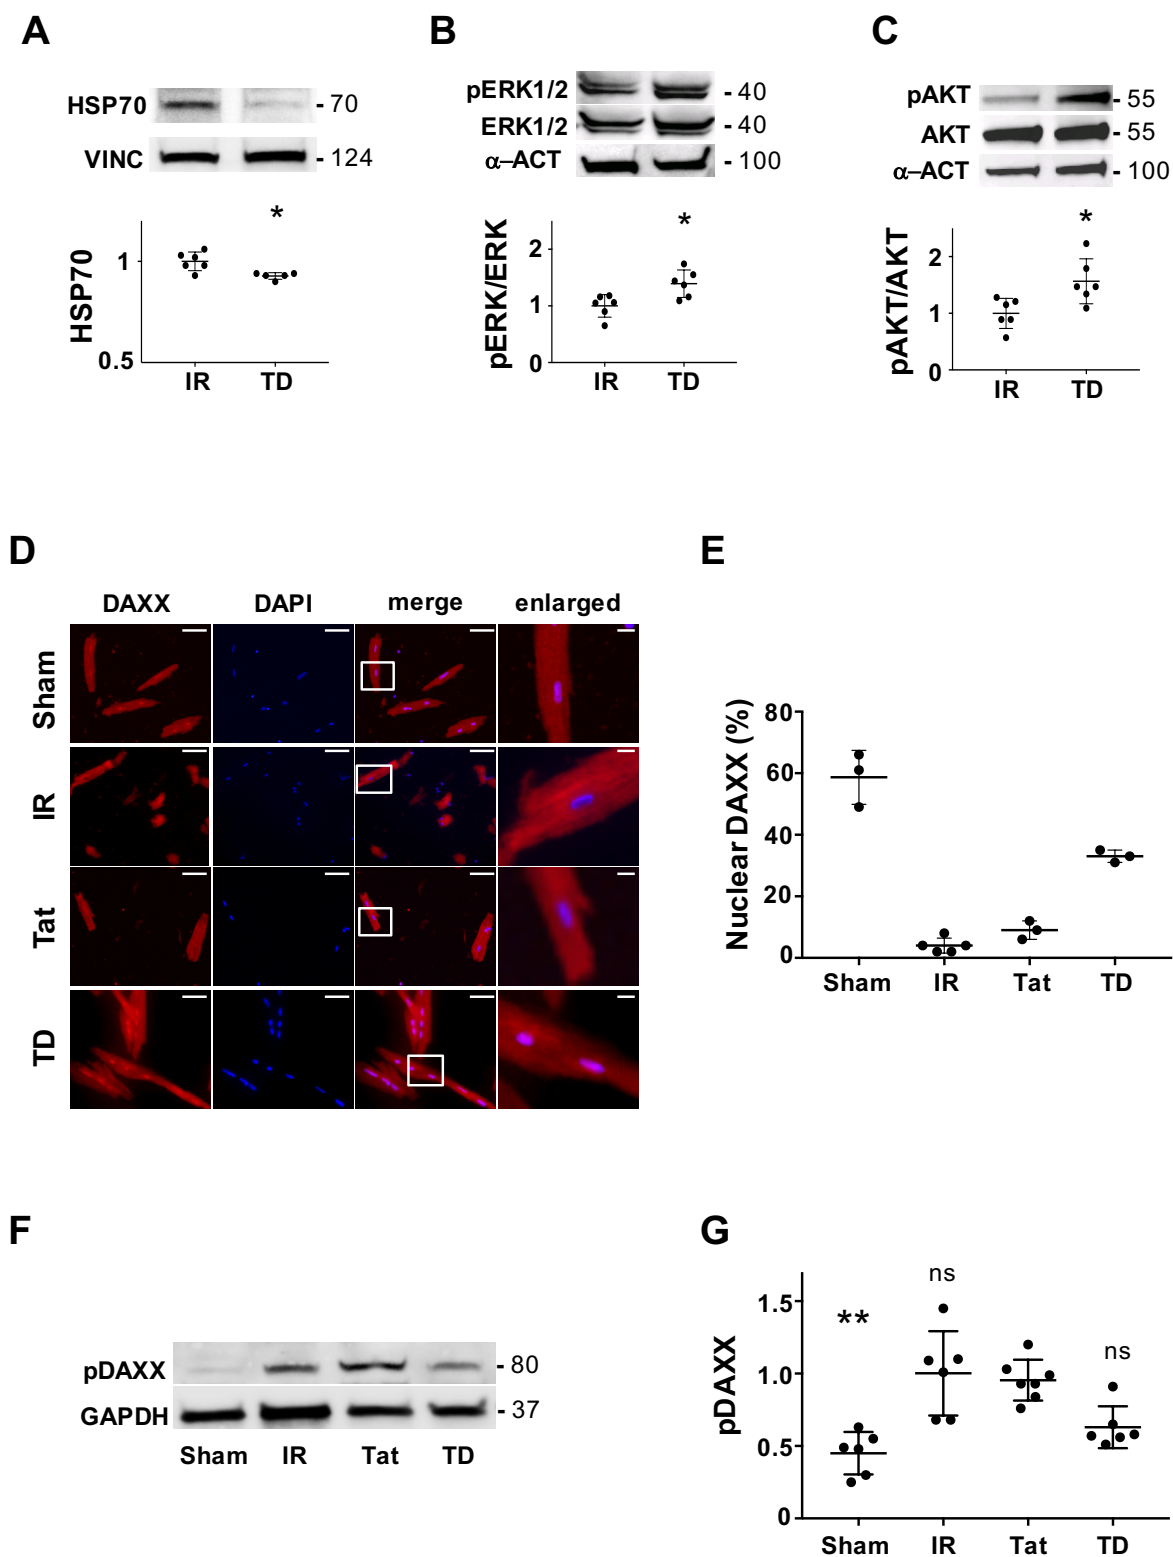 A
B
C
HSP70
- 70
VINC
- 124
*
HSP70
1
0.5
IR TD
pERK1/2
- 40
ERK1/2
- 40
α–ACT
- 100
*
pERK/ERK
2
1
0
IR TD
pAKT
- 55
AKT
- 55
α–ACT
- 100
*
pAKT/AKT
2
1
0
IR TD
D
E
DAXX DAPI merge enlarged
Sham
IR
Tat
TD
Nuclear DAXX (%)
80
60
40
20
0
Sham IR Tat TD
F
G
pDAXX
- 80
GAPDH
- 37
Sham IR Tat TD
pDAXX
1.5
1.0
0.5
0
**
ns
ns
Sham IR Tat TD